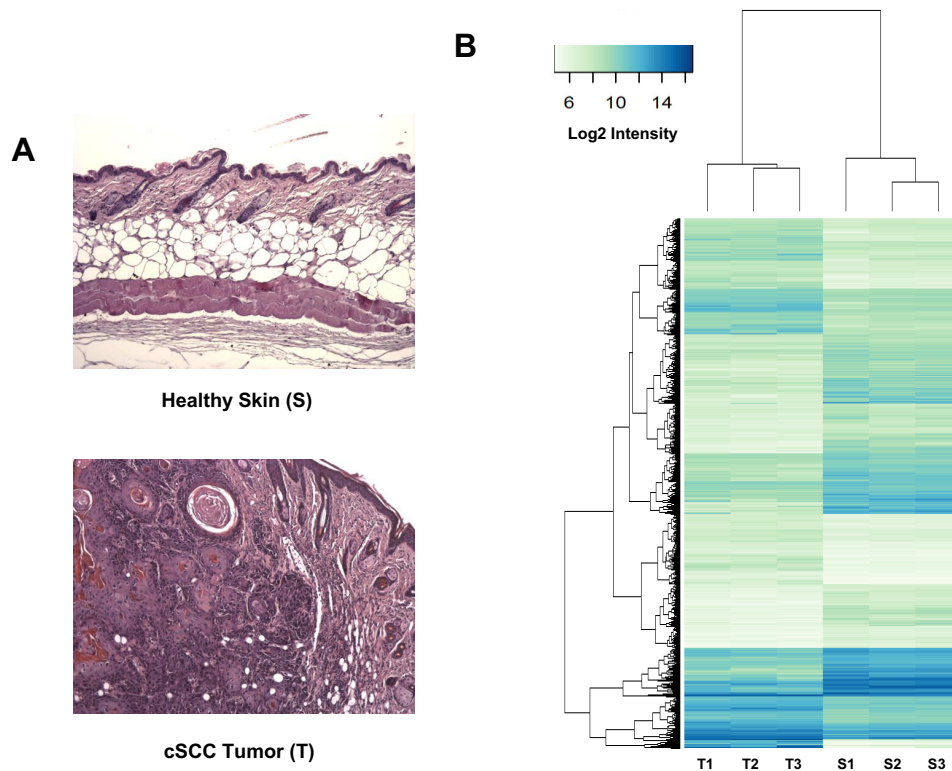 A
Healthy Skin (S)
cSCC Tumor (T)
B
6 10 14
Log2 Intensity
T1 T2 T3 S1 S2 S3